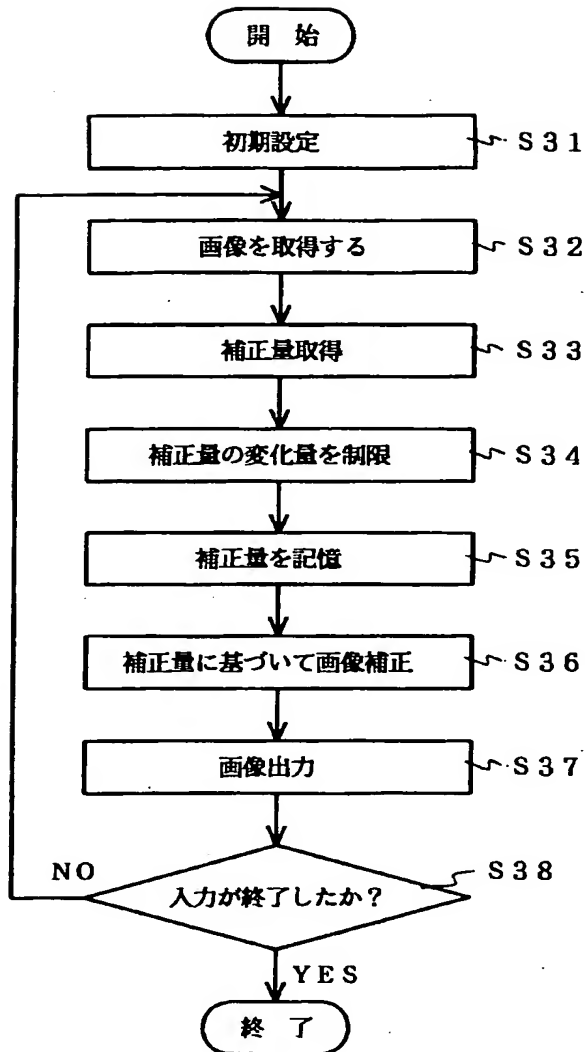 開 始
初期設定 S31
画像を取得する S32
補正量取得 S33
補正量の変化量を制限 S34
補正量を記憶 S35
補正量に基づいて画像補正 S36
画像出力 S37
NO
入力が終了したか? S38
YES
終 了